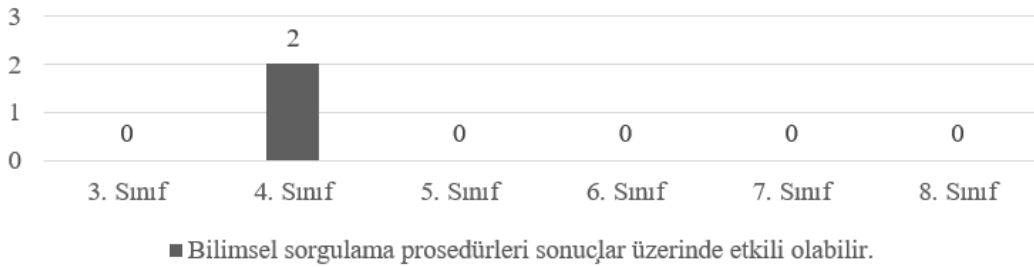 3
2
2
1
0 0 0 0 0
0
3. Sınıf 4. Sınıf 5. Sınıf 6. Sınıf 7. Sınıf 8. Sınıf
Bilimsel sorgulama prosedürleri sonuçlar üzerinde etkili olabilir.